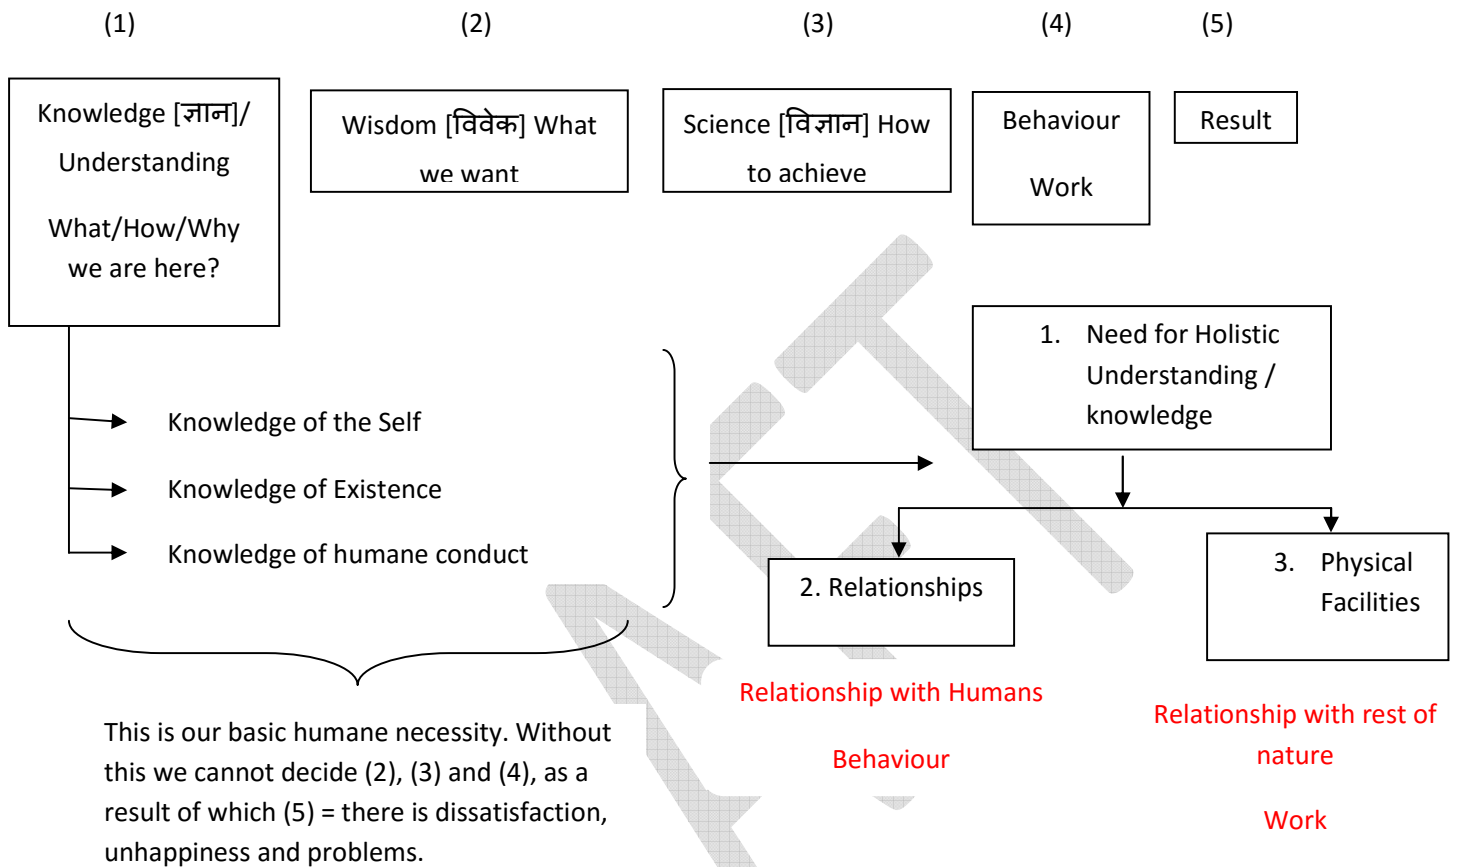 (1)
(2)
(3)
(4)
(5)
Knowledge [ज्ञान]/
Understanding
What/How/Why
we are here?
Wisdom [विवेक] What
we want
Science [विज्ञान] How
to achieve
Behaviour
Work
Result
Knowledge of the Self
Knowledge of Existence
Knowledge of humane conduct
This is our basic humane necessity. Without
this we cannot decide (2), (3) and (4), as a
result of which (5) = there is dissatisfaction,
unhappiness and problems.
1. Need for Holistic
Understanding /
knowledge
2. Relationships
Relationship with Humans
Behaviour
3. Physical
Facilities
Relationship with rest of
nature
Work